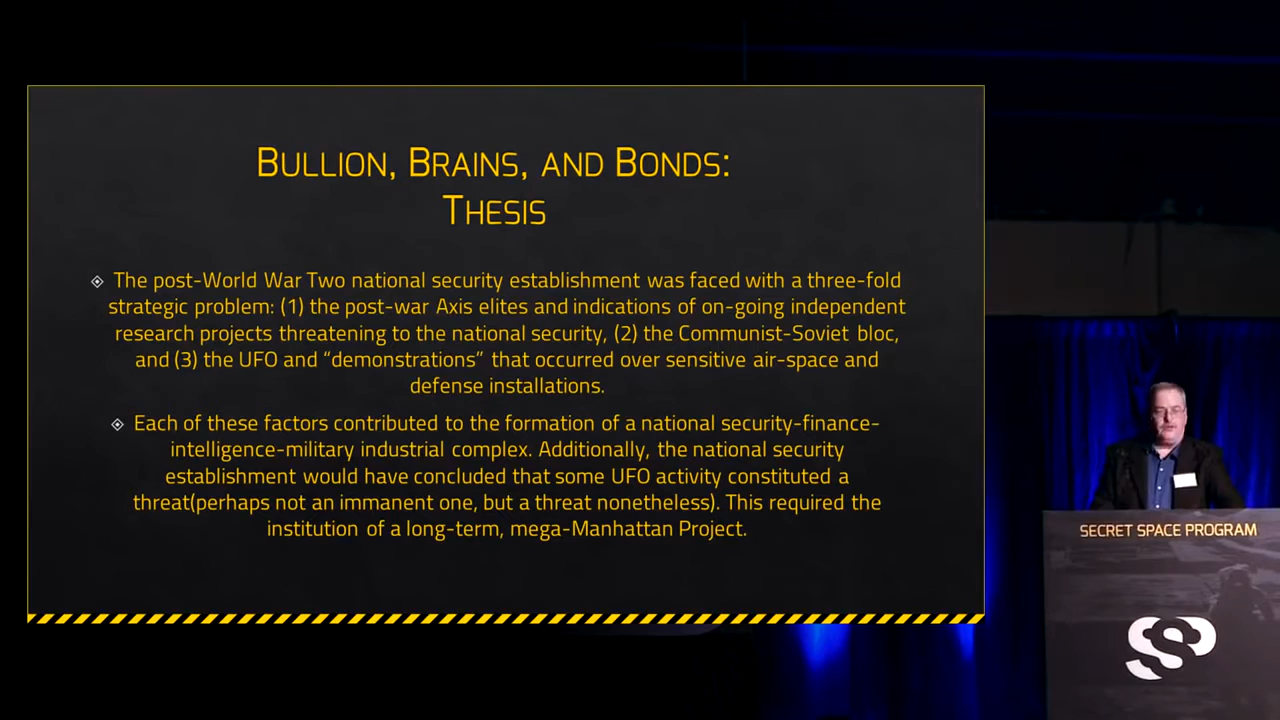 BULLION, BRAINS, AND BONDS:
THESIS
The post-World War Two national security establishment was faced with a three-fold
strategic problem: (1) the post-war Axis elites and indications of on-going independent
research projects threatening to the national security, (2) the Communist-Soviet bloc,
and (3) the UFO and “demonstrations” that occurred over sensitive air-space and
defense installations.
Each of these factors contributed to the formation of a national security-finance-
intelligence-military industrial complex. Additionally, the national security
establishment would have concluded that some UFO activity constituted a
threat(perhaps not an immanent one, but a threat nonetheless). This required the
institution of a long-term, mega-Manhattan Project.
SECRET SPACE PROGRAM
SSP